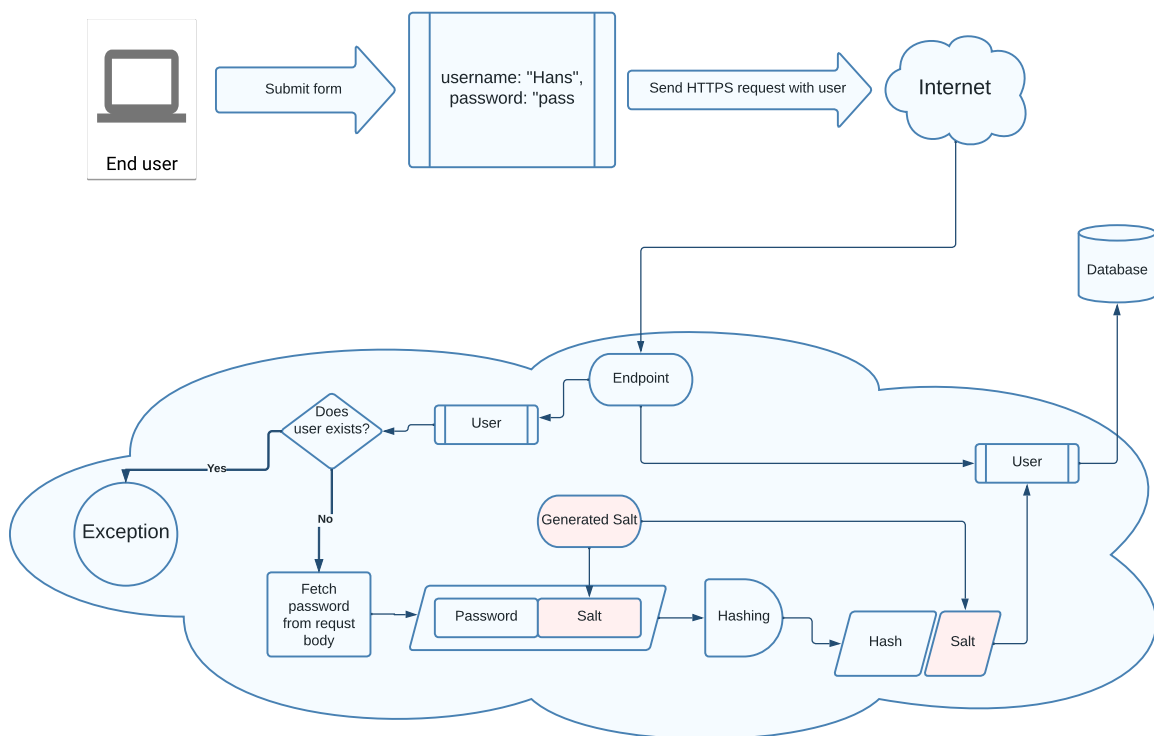 End user
Submit form
username: "Hans",
password: "pass
Send HTTPS request with user
Internet
Database
Endpoint
User
Does
user exists?
Yes
No
Exception
User
Generated Salt
Fetch
password
from requst
body
Password
Salt
Hashing
Hash
Salt